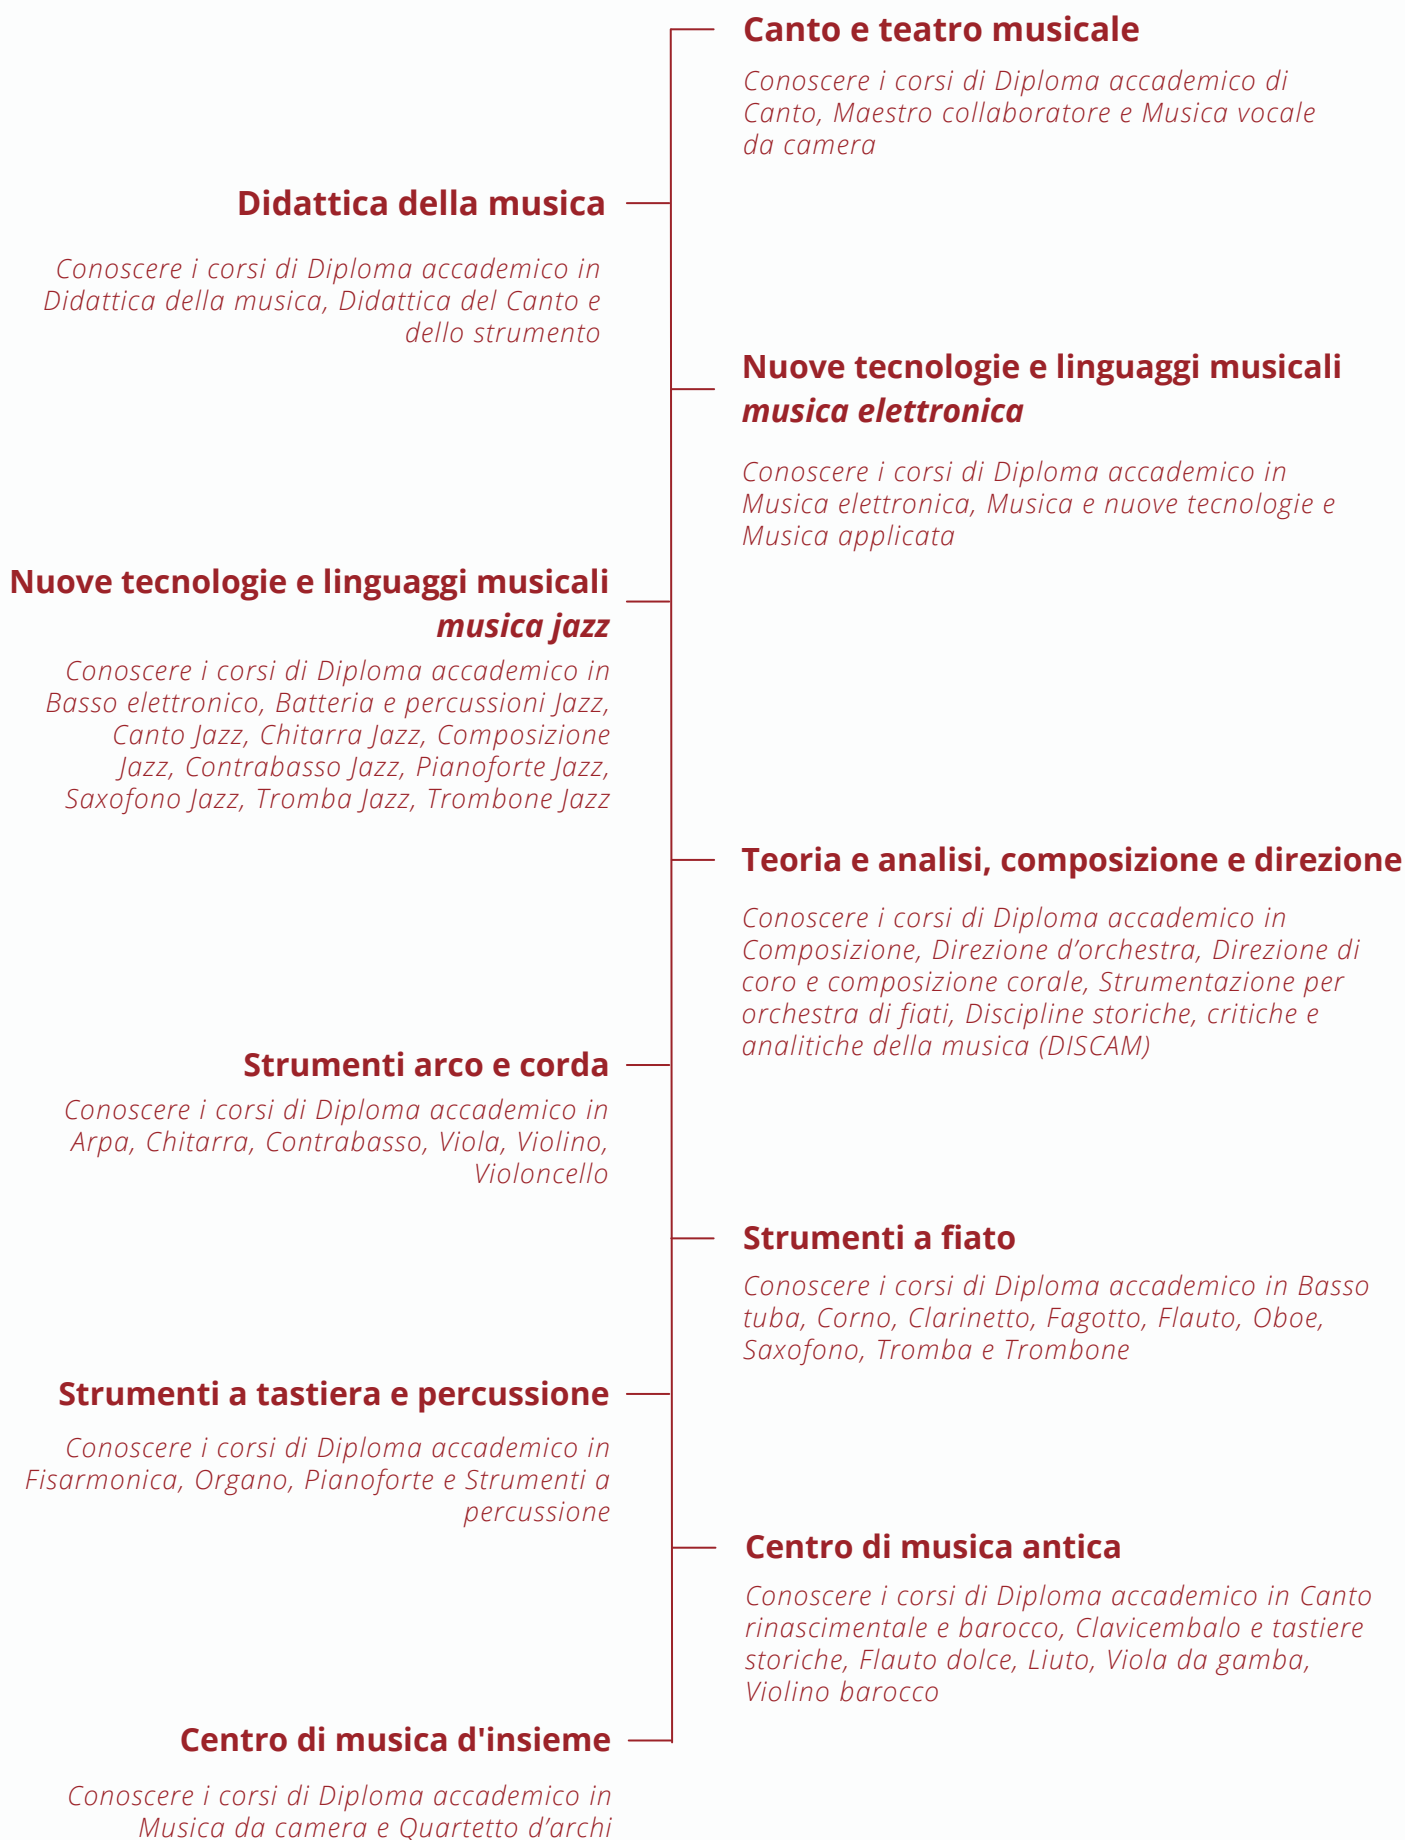 Canto e teatro musicale
Conoscere i corsi di Diploma accademico di
Canto, Maestro collaboratore e Musica vocale
da camera
Didattica della musica
Conoscere i corsi di Diploma accademico in
Didattica della musica, Didattica del Canto e
dello strumento
Nuove tecnologie e linguaggi musicali
musica elettronica
Conoscere i corsi di Diploma accademico in
Musica elettronica, Musica e nuove tecnologie e
Musica applicata
Nuove tecnologie e linguaggi musicali
musica jazz
Conoscere i corsi di Diploma accademico in
Basso elettronico, Batteria e percussioni Jazz,
Canto Jazz, Chitarra Jazz, Composizione
Jazz, Contrabasso Jazz, Pianoforte Jazz,
Saxofono Jazz, Tromba Jazz, Trombone Jazz
Teoria e analisi, composizione e direzione
Conoscere i corsi di Diploma accademico in
Composizione, Direzione d’orchestra, Direzione di
coro e composizione corale, Strumentazione per
orchestra di fiati, Discipline storiche, critiche e
analitiche della musica (DISCAM)
Strumenti arco e corda
Conoscere i corsi di Diploma accademico in
Arpa, Chitarra, Contrabasso, Viola, Violino,
Violoncello
Strumenti a fiato
Conoscere i corsi di Diploma accademico in Basso
tuba, Corno, Clarinetto, Fagotto, Flauto, Oboe,
Saxofono, Tromba e Trombone
Strumenti a tastiera e percussione
Conoscere i corsi di Diploma accademico in
Fisarmonica, Organo, Pianoforte e Strumenti a
percussione
Centro di musica antica
Conoscere i corsi di Diploma accademico in Canto
rinascimentale e barocco, Clavicembalo e tastiere
storiche, Flauto dolce, Liuto, Viola da gamba,
Violino barocco
Centro di musica d'insieme
Conoscere i corsi di Diploma accademico in
Musica da camera e Quartetto d’archi